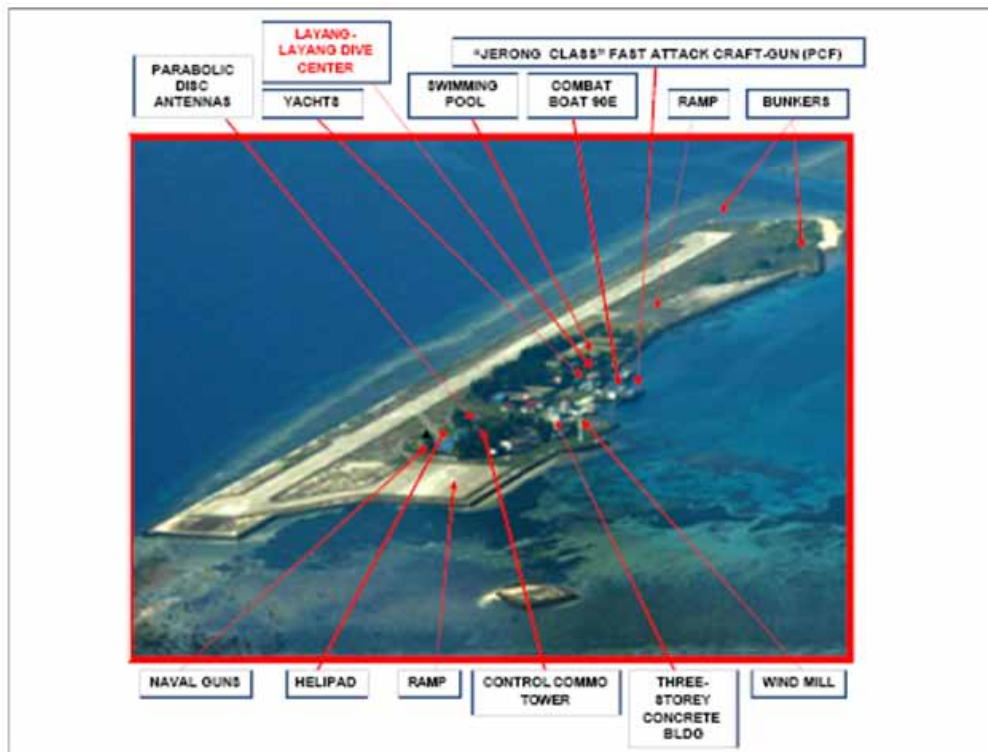 LAYANG-
LAYANG DIVE
CENTER
"JERONG CLASS" FAST ATTACK CRAFT-GUN (PCF)
PARABOLIC
DISC
ANTENNAS
YACHTS
SWIMMING
POOL
COMBAT
BOAT 90E
RAMP
BUNKERS
NAVAL GUNS
HELIPAD
RAMP
CONTROL COMMO
TOWER
THREE-
STOREY
CONCRETE
BLDG
WIND MILL